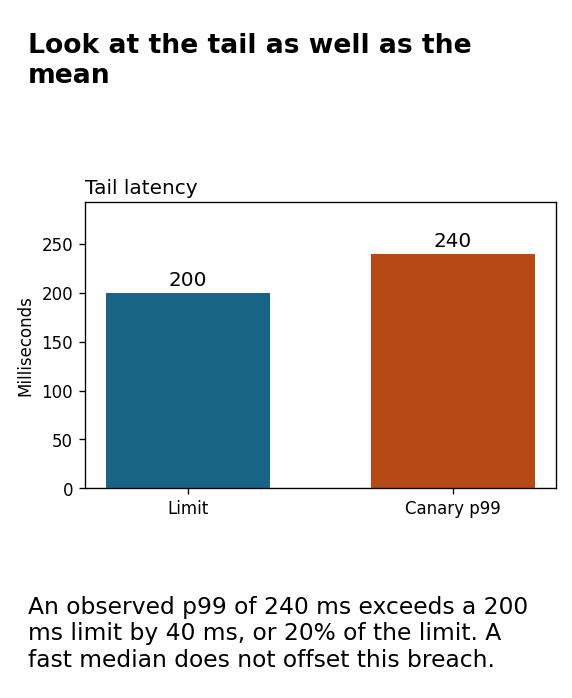 Look at the tail as well as the
mean
Tail latency
Milliseconds
250
200
150
100
50
0
200
240
Limit
Canary p99
An observed p99 of 240 ms exceeds a 200
ms limit by 40 ms, or 20% of the limit. A
fast median does not offset this breach.